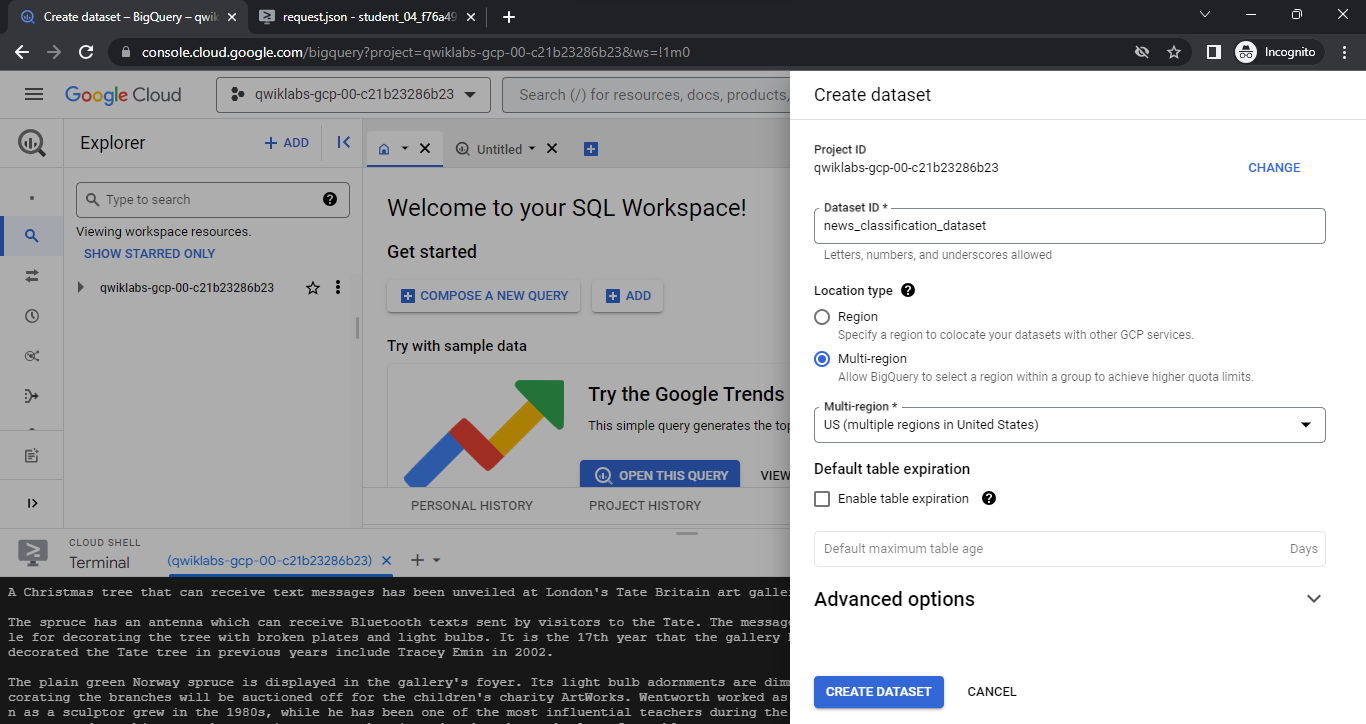 Create dataset – BigQuery – qwik
request.json - student_04_f76a49
console.cloud.google.com/bigquery?project=qwiklabs-gcp-00-c21b23286b23&ws=!1m0
Incognito
Google Cloud
qwiklabs-gcp-00-c21b23286b23
Search (/) for resources, docs, products,
Explorer
ADD
Untitled
Type to search
Viewing workspace resources.
SHOW STARRED ONLY
qwiklabs-gcp-00-c21b23286b23
Welcome to your SQL Workspace!
Get started
COMPOSE A NEW QUERY
ADD
Try with sample data
Try the Google Trends
This simple query generates the top
OPEN THIS QUERY
VIEW
PERSONAL HISTORY
PROJECT HISTORY
CLOUD SHELL
Terminal
(qwiklabs-gcp-00-c21b23286b23)
A Christmas tree that can receive text messages has been unveiled at London's Tate Britain art galle
The spruce has an antenna which can receive Bluetooth texts sent by visitors to the Tate. The messag
le for decorating the tree with broken plates and light bulbs. It is the 17th year that the gallery
decorated the Tate tree in previous years include Tracey Emin in 2002.
The plain green Norway spruce is displayed in the gallery's foyer. Its light bulb adornments are dim
corating the branches will be auctioned off for the children's charity ArtWorks. Wentworth worked as
n as a sculptor grew in the 1980s, while he has been one of the most influential teachers during the
Create dataset
Project ID
qwiklabs-gcp-00-c21b23286b23
CHANGE
Dataset ID *
news_classification_dataset
Letters, numbers, and underscores allowed
Location type
Region
Specify a region to colocate your datasets with other GCP services.
Multi-region
Allow BigQuery to select a region within a group to achieve higher quota limits.
Multi-region *
US (multiple regions in United States)
Default table expiration
Enable table expiration
Default maximum table age
Days
Advanced options
CREATE DATASET
CANCEL